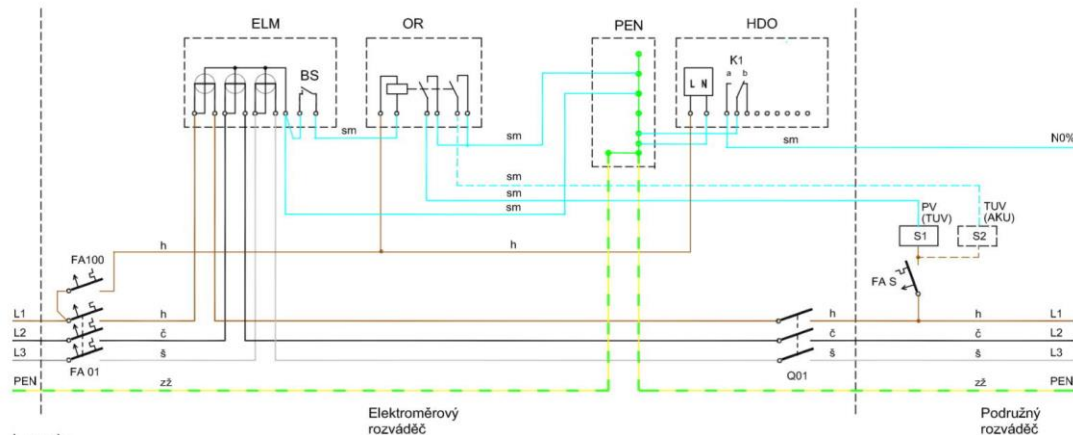 ELM
OR
PEN
HDO
BS
K1
a b
L N
sm
sm
sm
N0%
sm
sm
PV
(TUV)
TUV
(AKU)
S1
S2
h
h
FA100
FA S
L1
h
h
h
L1
L2
č
č
č
L2
L3
š
š
š
L3
FA 01
Q01
PEN
zž
zž
PEN
Elektroměrový
rozváděč
Podružný
rozváděč